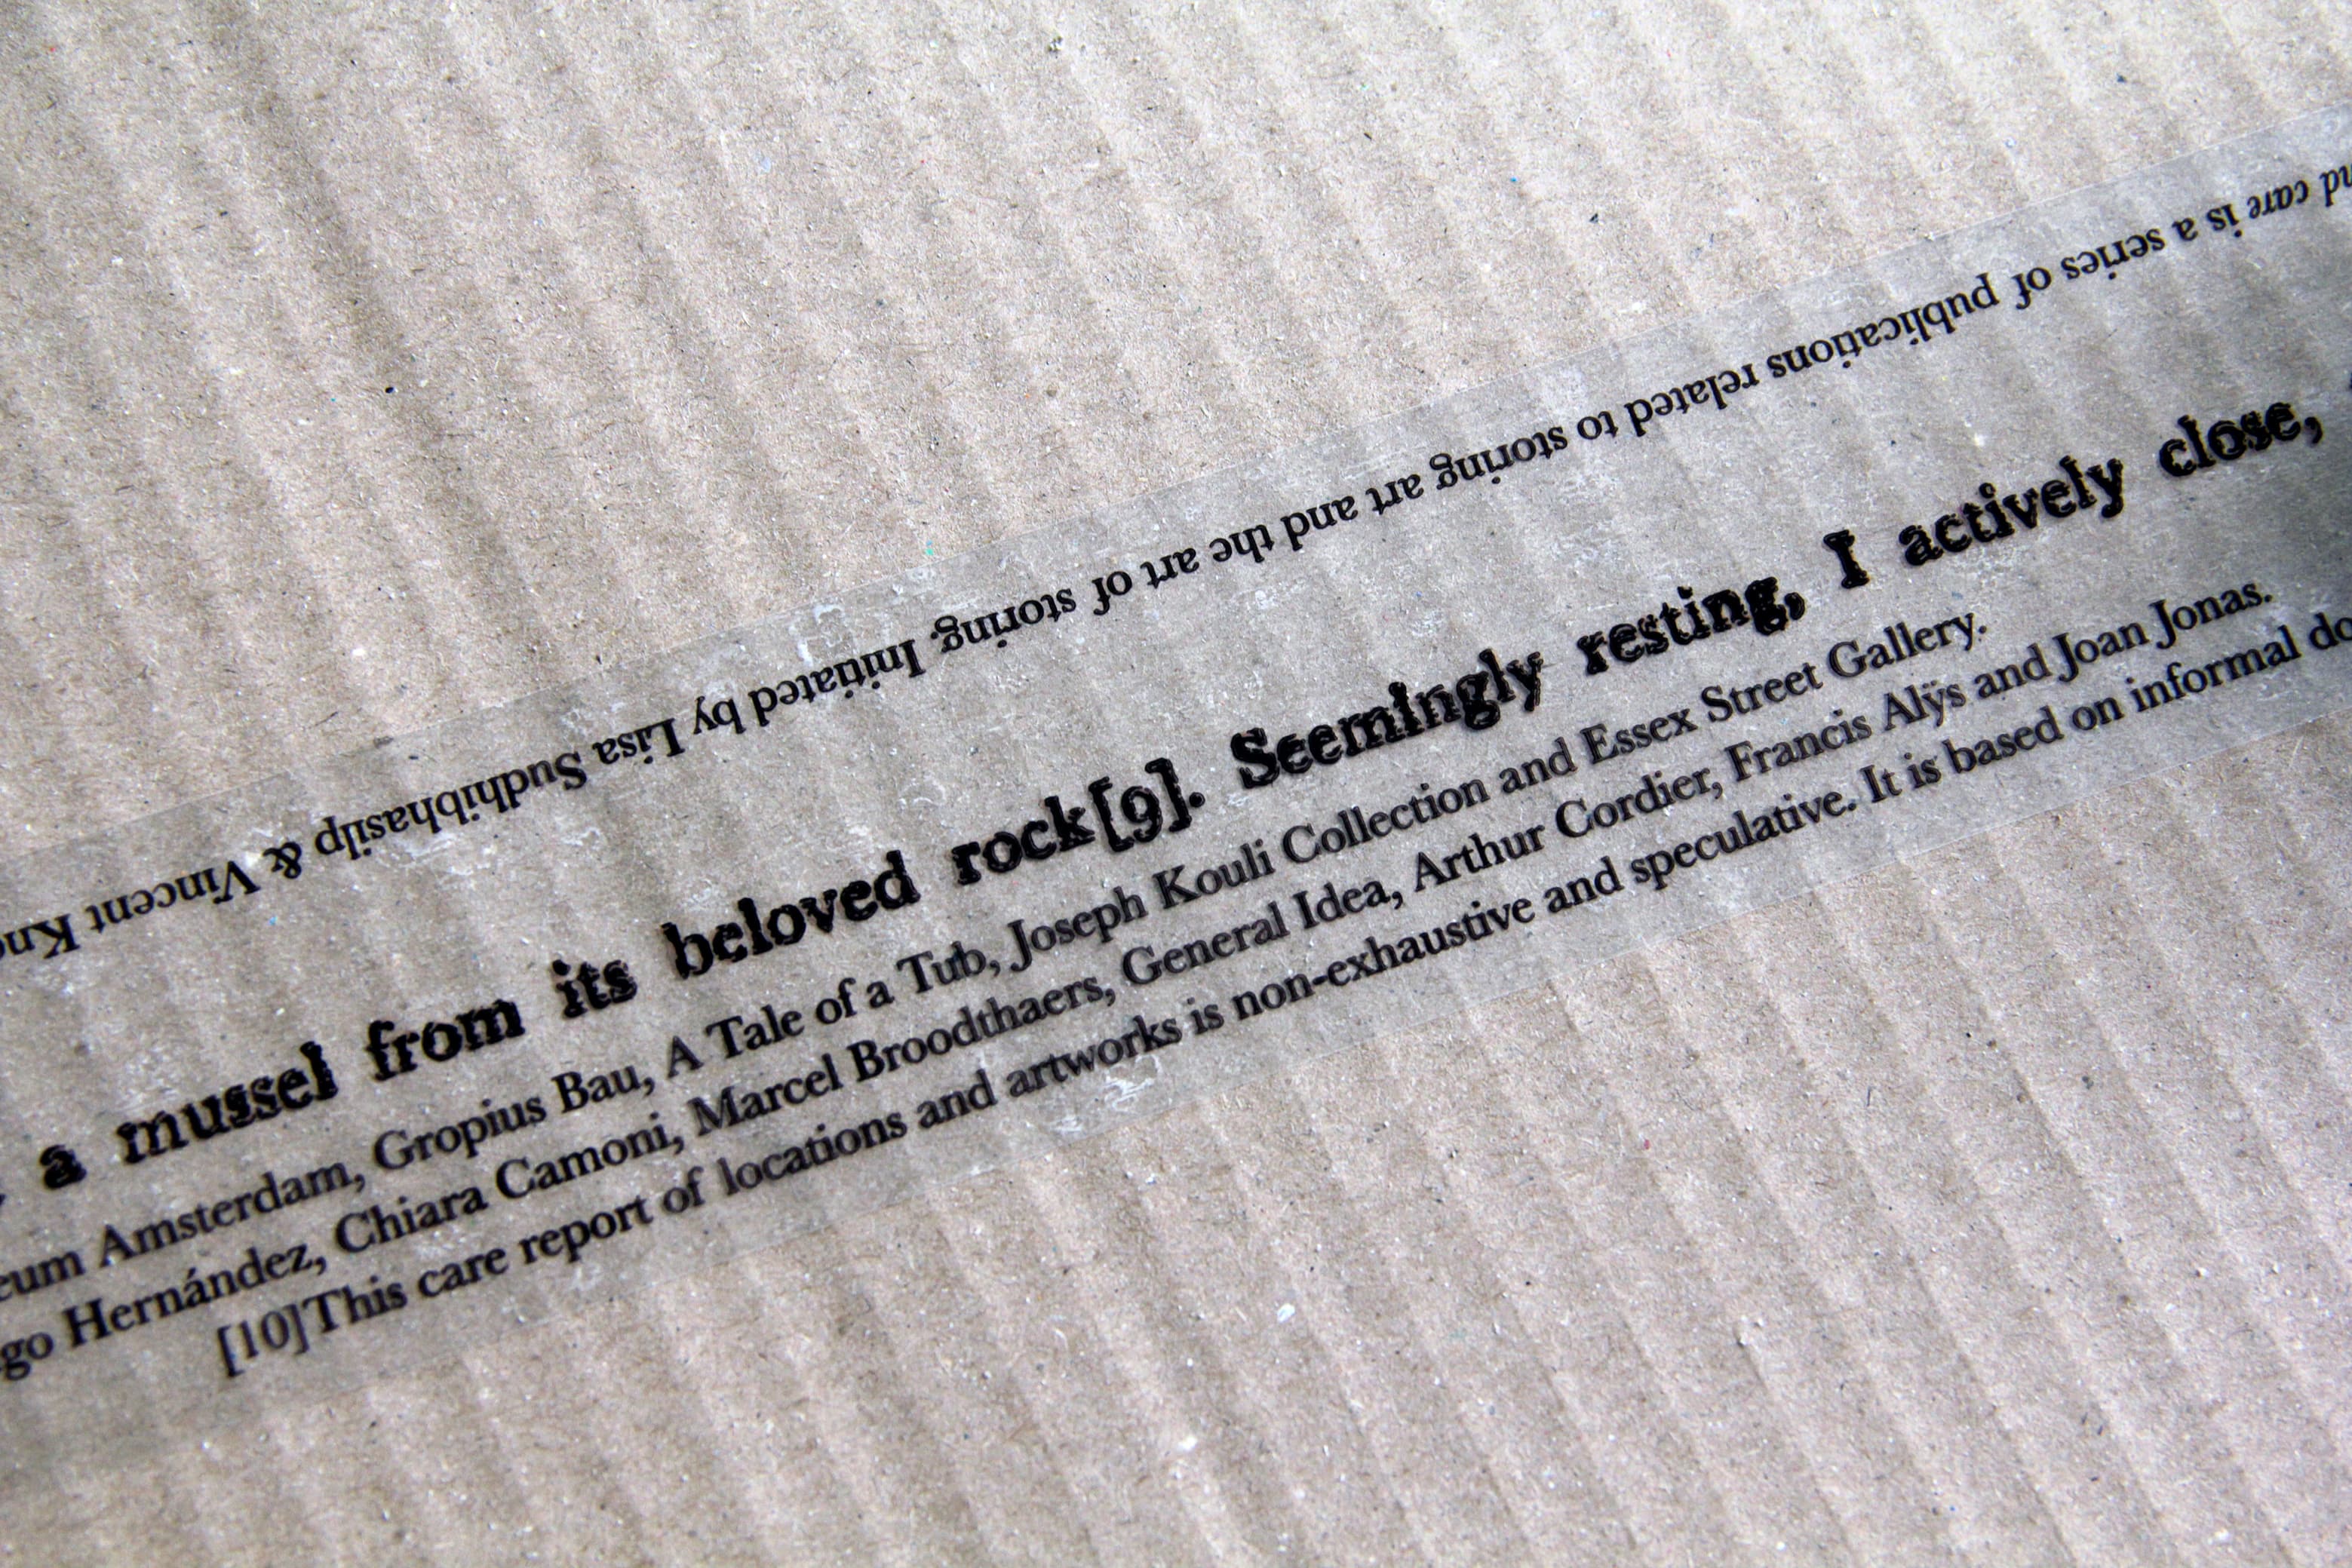 nd care is a series of publications related to storing art and the art of storing. Initiated by Lisa Sudhibhasilp & Vincent Kno
a mussel from its beloved rock[9]. Seemingly resting, I actively close,
eum Amsterdam, Gropius Bau, A Tale of a Tub, Joseph Kouli Collection and Essex Street Gallery.
go Hernández, Chiara Camoni, Marcel Broodthaers, General Idea, Arthur Cordier, Francis Alÿs and Joan Jonas.
[10]This care report of locations and artworks is non-exhaustive and speculative. It is based on informal do